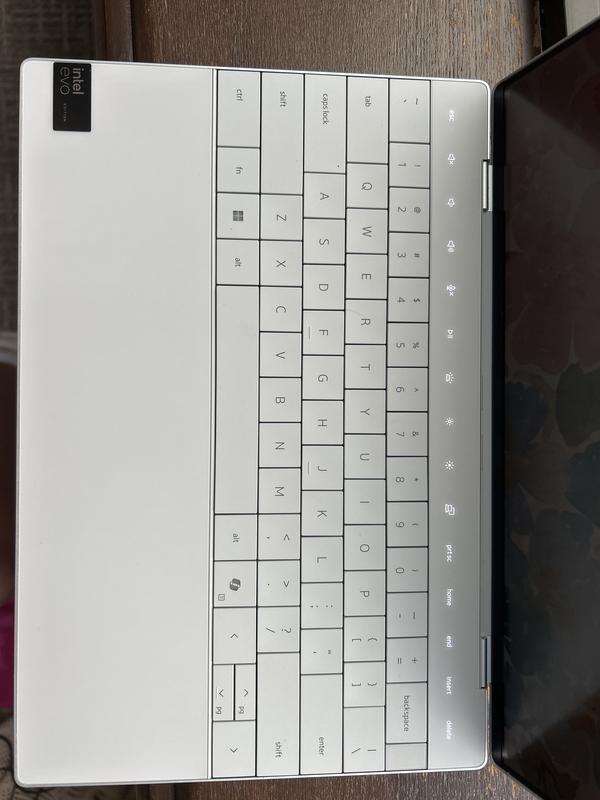 esc prt sc home end insert delete
~ ` ! 1 @ 2 # 3 $ 4 % 5 ^ 6 & 7 * 8 ( 9 ) 0 _ - + = backspace
tab Q W E R T Y U I O P { [ } ] | \
caps lock A S D F G H J K L : ; " ' enter
shift Z X C V B N M < , > . ? / shift
ctrl fn alt alt < ^ pg v pg >
intel
evo
EDITION